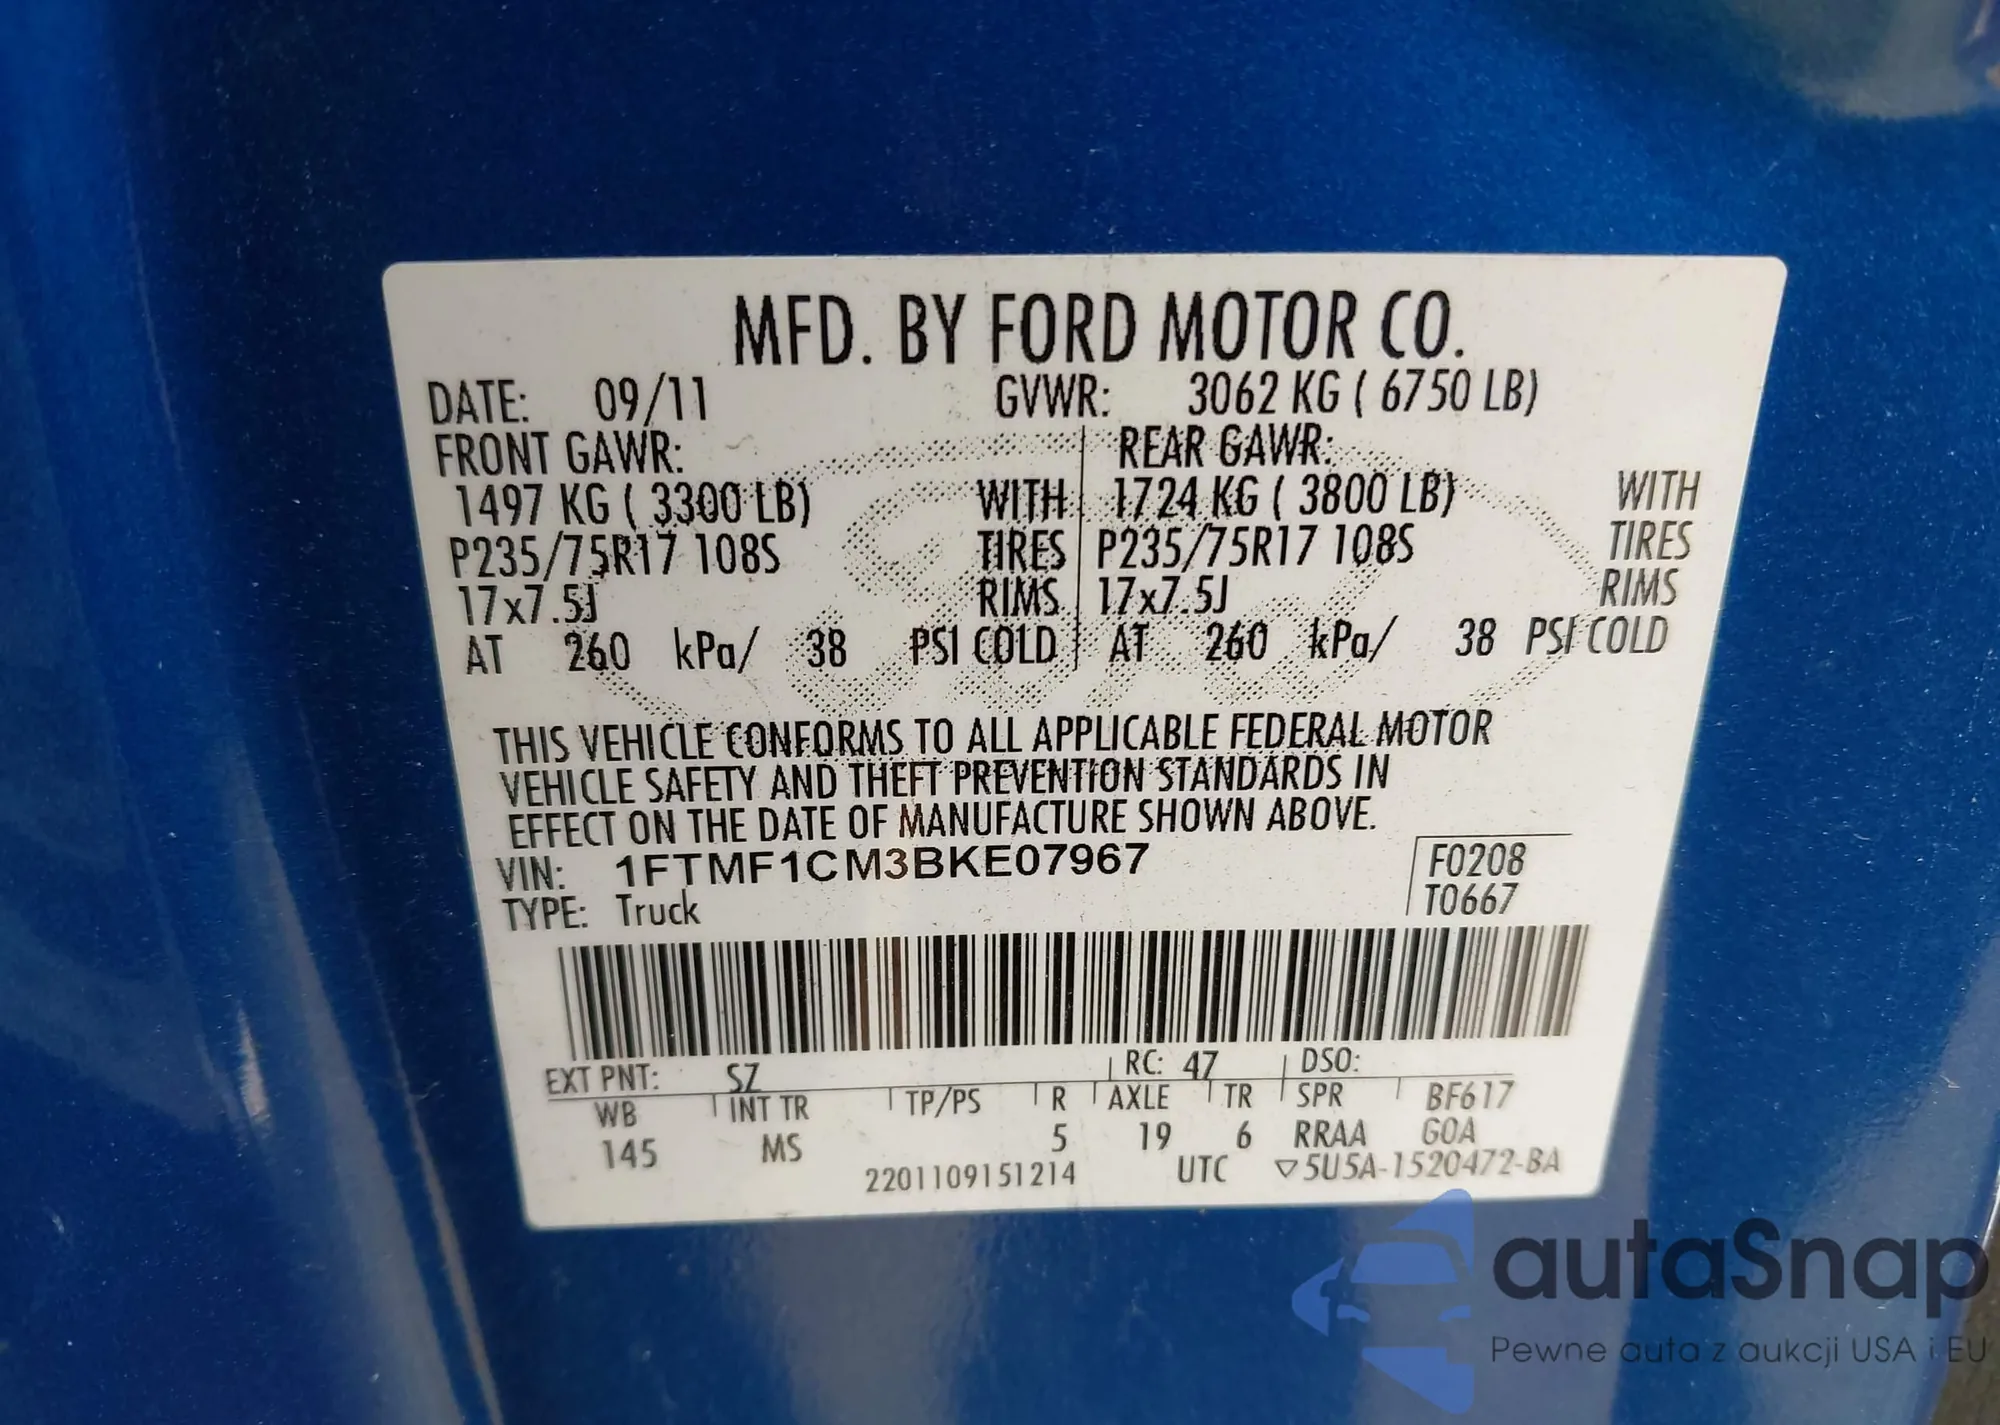 MFD. BY FORD MOTOR CO.
DATE: 09/11 GVWR: 3062 KG ( 6750 LB)
FRONT GAWR: REAR GAWR:
1497 KG ( 3300 LB) WITH 1724 KG ( 3800 LB) WITH
P235/75R17 108S TIRES P235/75R17 108S TIRES
17x7.5J RIMS 17x7.5J RIMS
AT 260 kPa/ 38 PSI COLD AT 260 kPa/ 38 PSI COLD
THIS VEHICLE CONFORMS TO ALL APPLICABLE FEDERAL MOTOR
VEHICLE SAFETY AND THEFT PREVENTION STANDARDS IN
EFFECT ON THE DATE OF MANUFACTURE SHOWN ABOVE.
VIN: 1FTMF1CM3BKE07967 F0208
TYPE: Truck T0667
EXT PNT: SZ RC: 47 DSO:
WB INT TR TP/PS R AXLE TR SPR BF617
145 MS 5 19 6 RRAA GOA
2201109151214 UTC ▽5U5A-1520472-BA
autaSnap
Pewne auta z aukcji USA i EU